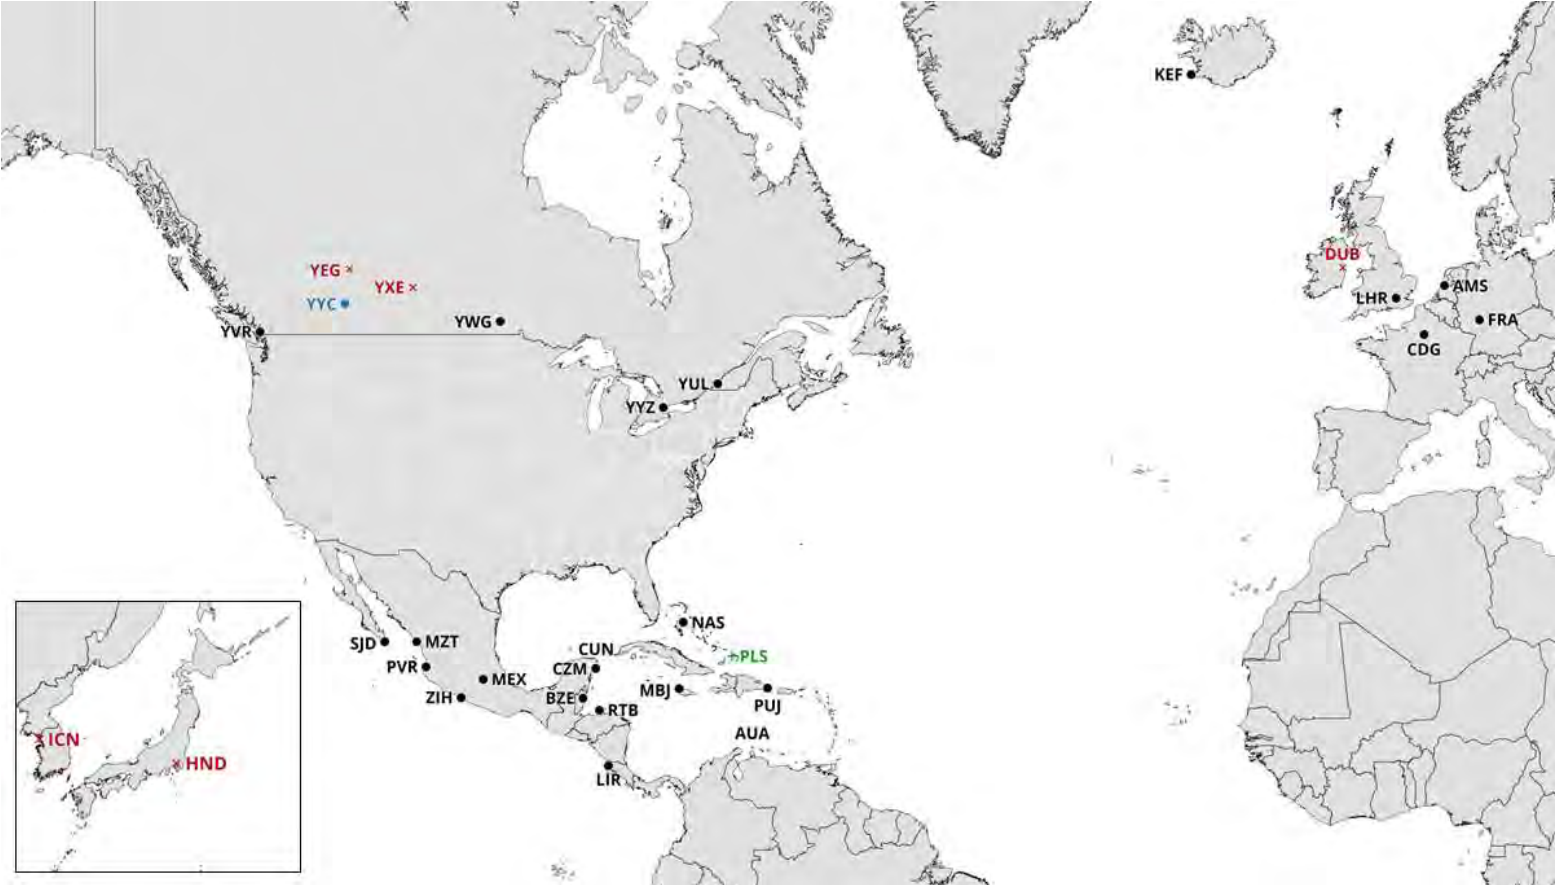 KEF
YEG
YXE
YYC
YVR
YWG
YUL
YYZ
DUB
LHR
AMS
FRA
CDG
NAS
SJD
MZT
PVR
ZIH
MEX
CUN
CZM
BZE
RTB
MBJ
PLS
PUJ
AUA
LIR
ICN
HND